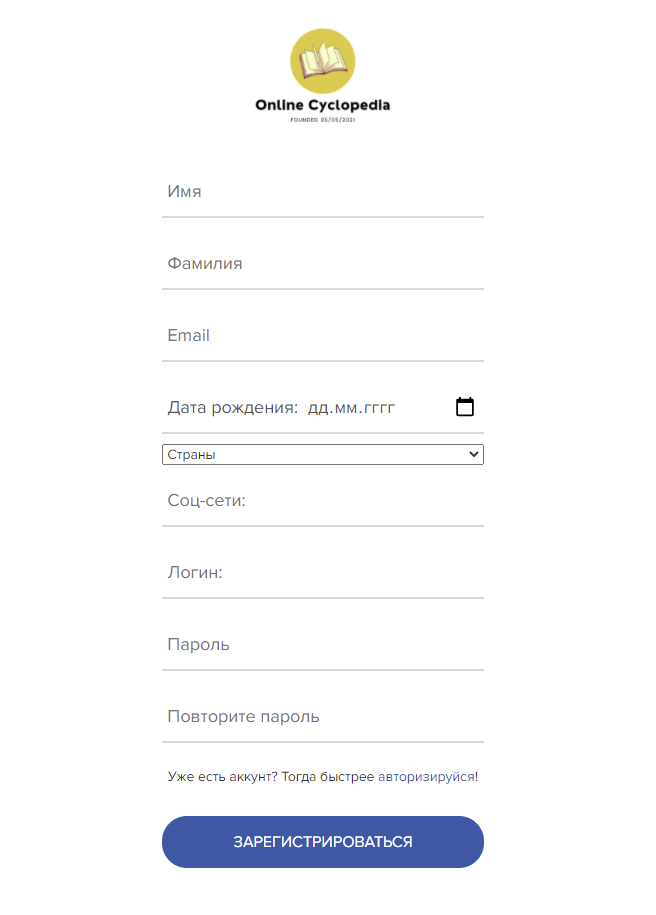 Online Cyclopedia
FOUNDED 05/05/2021
Имя
Фамилия
Email
Дата рождения: дд.мм.гггг
Страны
Соц-сети:
Логин:
Пароль
Повторите пароль
Уже есть аккунт? Тогда быстрее авторизируйся!
ЗАРЕГИСТРИРОВАТЬСЯ